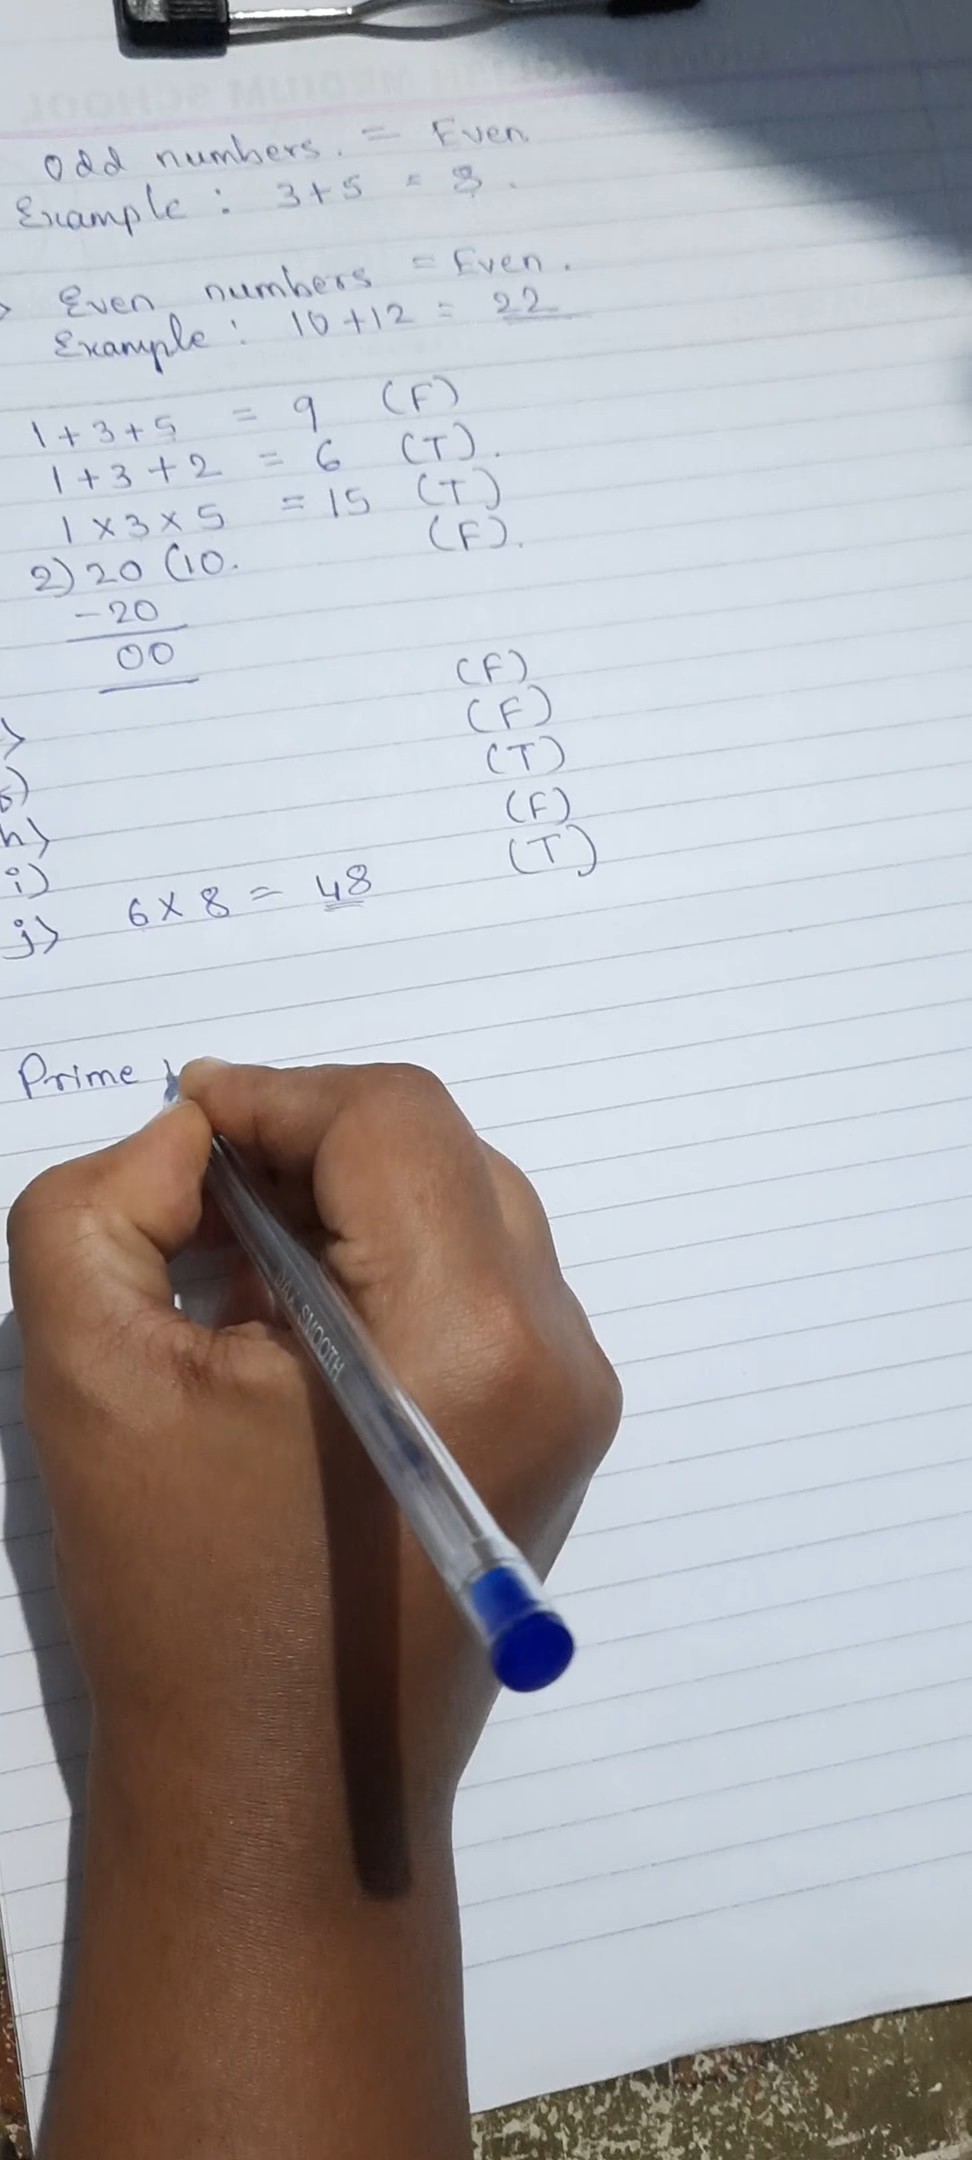 Odd numbers. = Even.
Example : 3+5 = 8.
Even numbers = Even.
Example : 10+12 = 22
1+3+5 = 9 (F)
1+3+2 = 6 (T).
1×3×5 = 15 (T)
2)20(10. (F).
-20
00
(F)
(F)
(T)
h) (F)
i) (T)
j) 6×8 = 48
Prime
SMOOTH